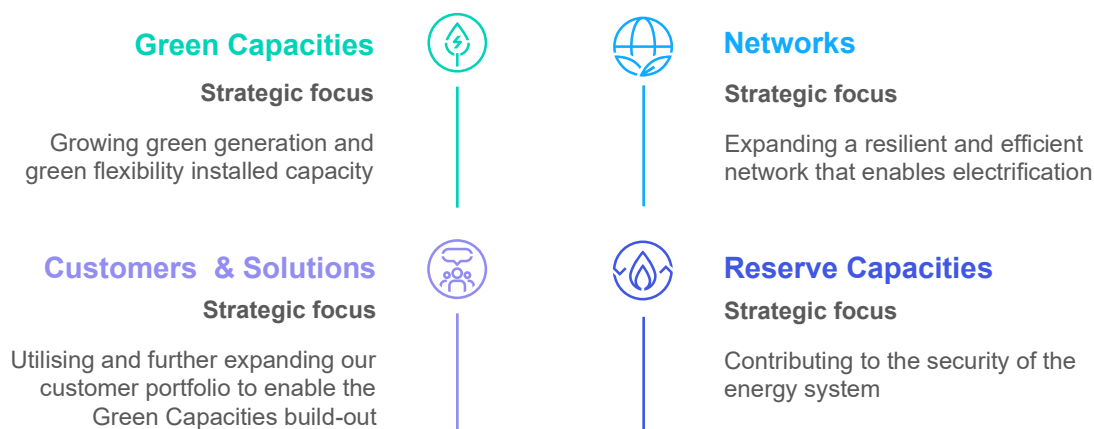 Green Capacities
Strategic focus
Growing green generation and
green flexibility installed capacity
Networks
Strategic focus
Expanding a resilient and efficient
network that enables electrification
Customers & Solutions
Strategic focus
Utilising and further expanding our
customer portfolio to enable the
Green Capacities build-out
Reserve Capacities
Strategic focus
Contributing to the security of the
energy system